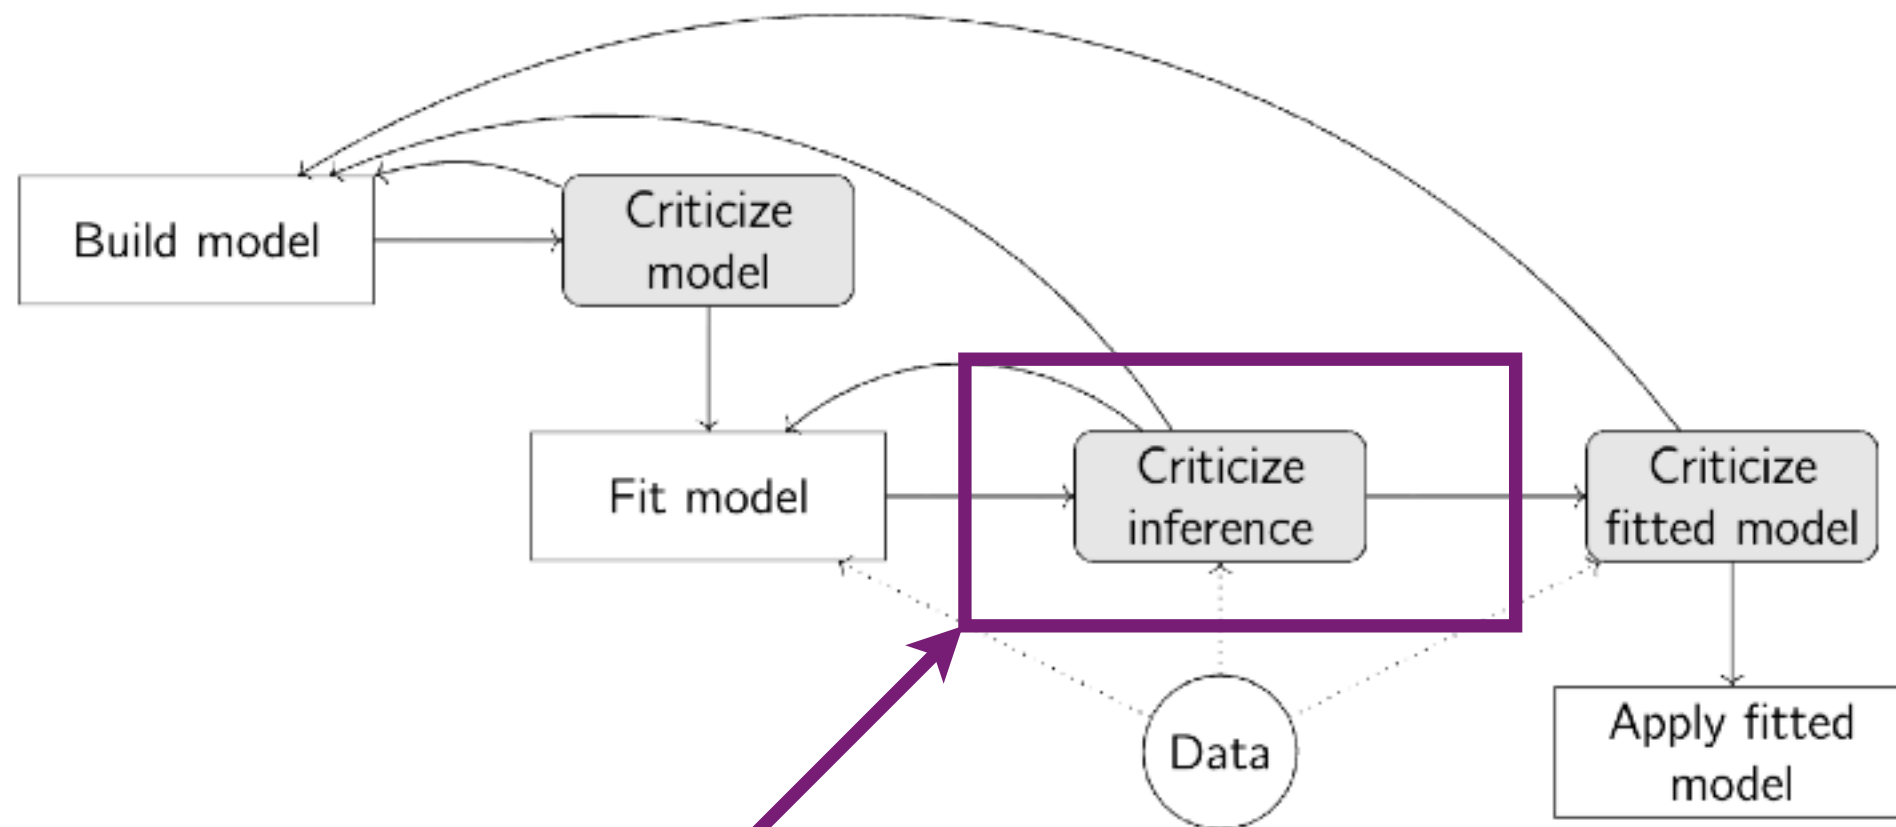 Build model
Criticize
model
Fit model
Criticize
inference
Criticize
fitted model
Data
Apply fitted
model